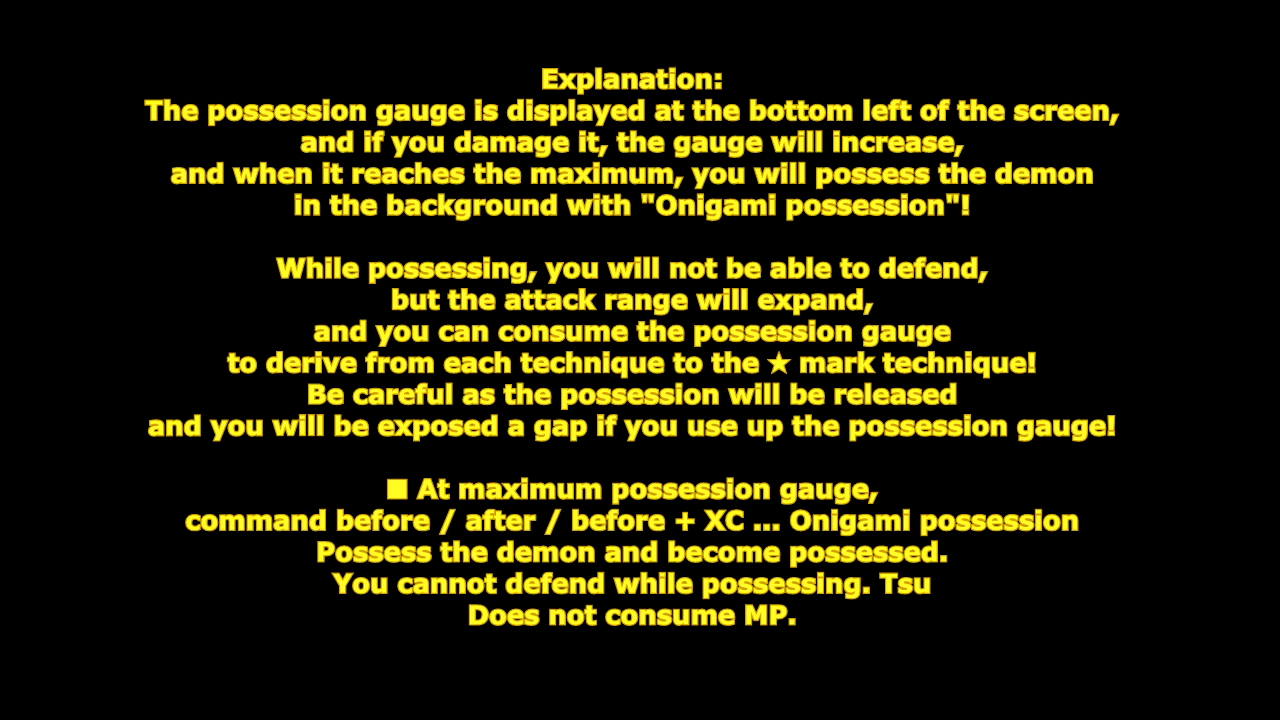 Explanation:
The possession gauge is displayed at the bottom left of the screen,
and if you damage it, the gauge will increase,
and when it reaches the maximum, you will possess the demon
in the background with "Onigami possession"!
While possessing, you will not be able to defend,
but the attack range will expand,
and you can consume the possession gauge
to derive from each technique to the ★ mark technique!
Be careful as the possession will be released
and you will be exposed a gap if you use up the possession gauge!
■ At maximum possession gauge,
command before / after / before + XC ... Onigami possession
Possess the demon and become possessed.
You cannot defend while possessing. Tsu
Does not consume MP.